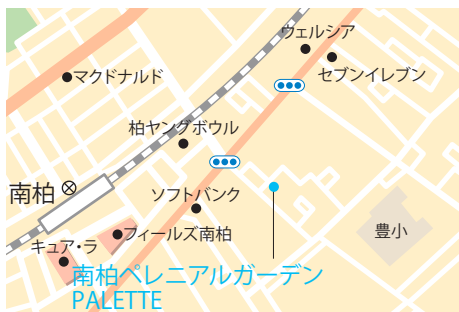 ウェルシア
セブンイレブン
マクドナルド
柏ヤングボウル
南柏
ソフトバンク
フィールズ南柏
豊小
キュア・ラ
南柏ペレニアルガーデン
PALETTE